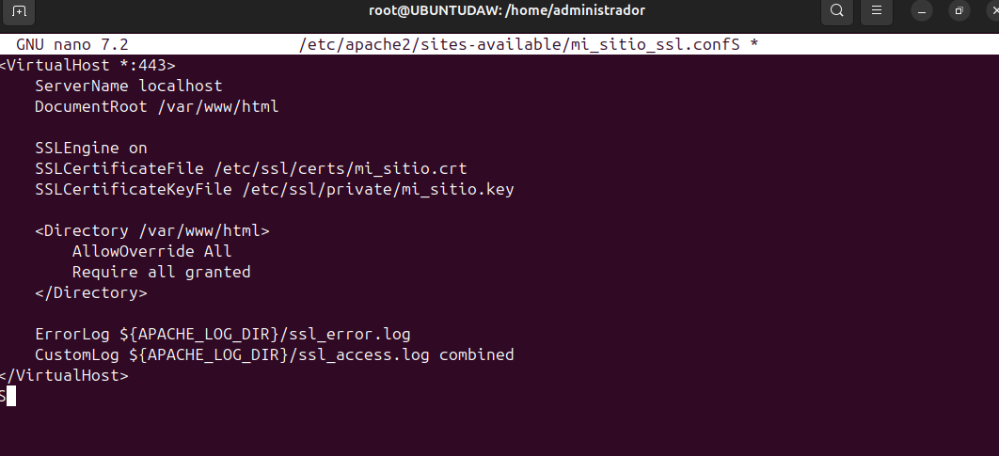 root@UBUNTUDAW: /home/administrador
GNU nano 7.2 /etc/apache2/sites-available/mi_sitio_ssl.confS *
<VirtualHost *:443>
    ServerName localhost
    DocumentRoot /var/www/html

    SSLEngine on
    SSLCertificateFile /etc/ssl/certs/mi_sitio.crt
    SSLCertificateKeyFile /etc/ssl/private/mi_sitio.key

    <Directory /var/www/html>
        AllowOverride All
        Require all granted
    </Directory>

    ErrorLog ${APACHE_LOG_DIR}/ssl_error.log
    CustomLog ${APACHE_LOG_DIR}/ssl_access.log combined
</VirtualHost>
S